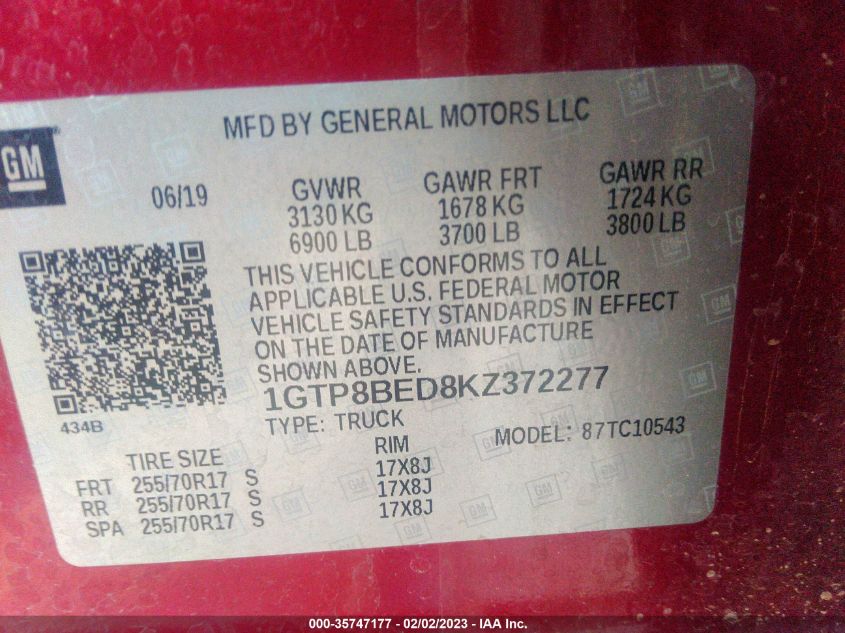 MFD BY GENERAL MOTORS LLC
GM
06/19 GVWR GAWR FRT GAWR RR
3130 KG 1678 KG 1724 KG
6900 LB 3700 LB 3800 LB
THIS VEHICLE CONFORMS TO ALL
APPLICABLE U.S. FEDERAL MOTOR
VEHICLE SAFETY STANDARDS IN EFFECT
ON THE DATE OF MANUFACTURE
SHOWN ABOVE.
1GTP8BED8KZ372277
434B
TYPE: TRUCK MODEL: 87TC10543
TIRE SIZE RIM
FRT 255/70R17 S 17X8J
RR 255/70R17 S 17X8J
SPA 255/70R17 S 17X8J
000-35747177 - 02/02/2023 - IAA Inc.